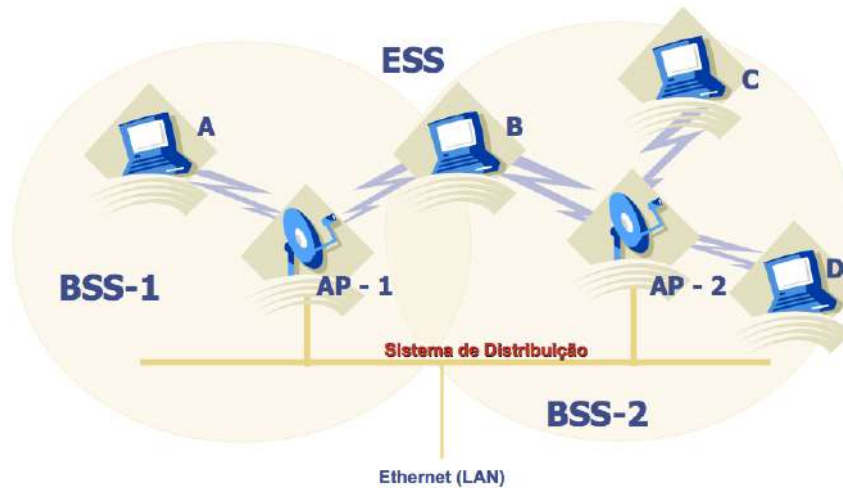 ESS
A
B
C
D
BSS-1
AP - 1
AP - 2
Sistema de Distribuição
BSS-2
Ethernet (LAN)